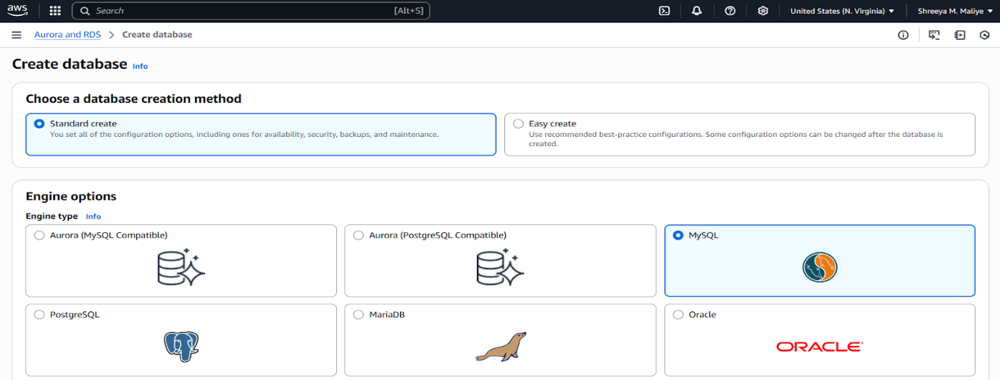 aws
Search [Alt+S] United States (N. Virginia) Shreeya M. Maliye
Aurora and RDS > Create database
Create database Info
Choose a database creation method
Standard create
You set all of the configuration options, including ones for availability, security, backups, and maintenance.
Easy create
Use recommended best-practice configurations. Some configuration options can be changed after the database is
created.
Engine options
Engine type Info
Aurora (MySQL Compatible)
Aurora (PostgreSQL Compatible)
MySQL
PostgreSQL
MariaDB
Oracle
ORACLE